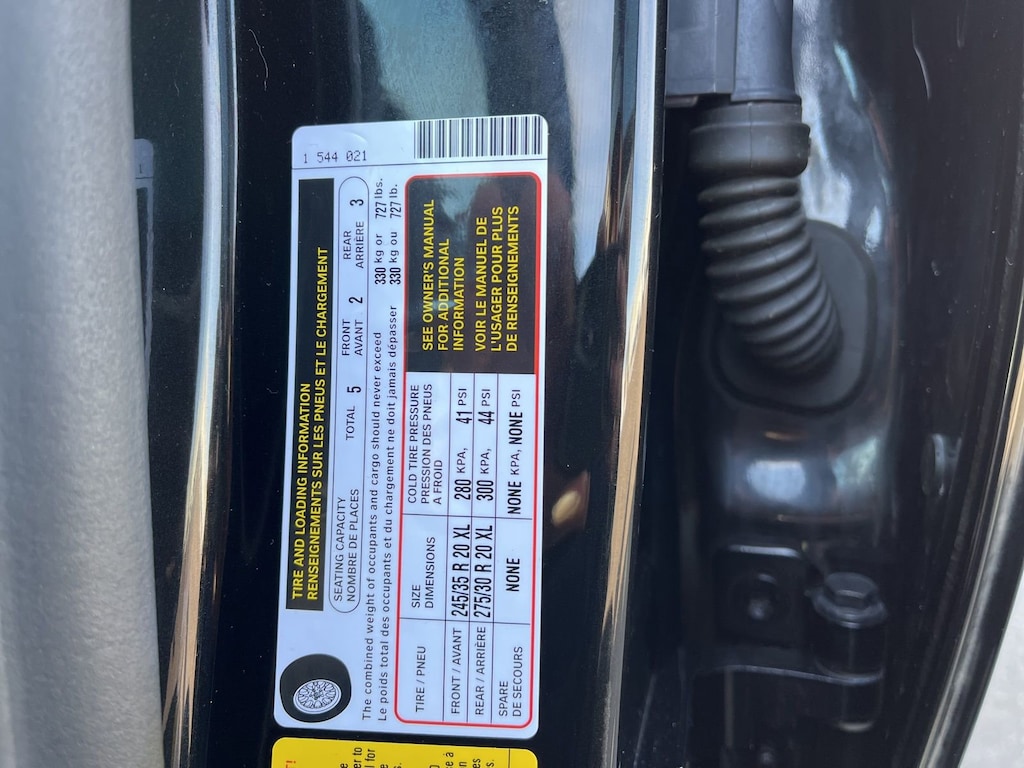 TIRE AND LOADING INFORMATION
RENSEIGNEMENTS SUR LES PNEUS ET LE CHARGEMENT
1 544 021
SEATING CAPACITY
NOMBRE DE PLACES
TOTAL 5
FRONT
AVANT 2
REAR
ARRIÈRE 3
The combined weight of occupants and cargo should never exceed 330 kg or 727 lbs.
Le poids total des occupants et du chargement ne doit jamais dépasser 330 kg ou 727 lb.
TIRE / PNEU
SIZE
DIMENSIONS
COLD TIRE PRESSURE
PRESSION DES PNEUS
A FROID
FRONT / AVANT 245/35 R 20 XL 280 KPA, 41 PSI
REAR / ARRIÈRE 275/30 R 20 XL 300 KPA, 44 PSI
SPARE
DE SECOURS
NONE NONE KPA, NONE PSI
SEE OWNER'S MANUAL
FOR ADDITIONAL
INFORMATION
VOIR LE MANUEL DE
L'USAGER POUR PLUS
DE RENSEIGNEMENTS